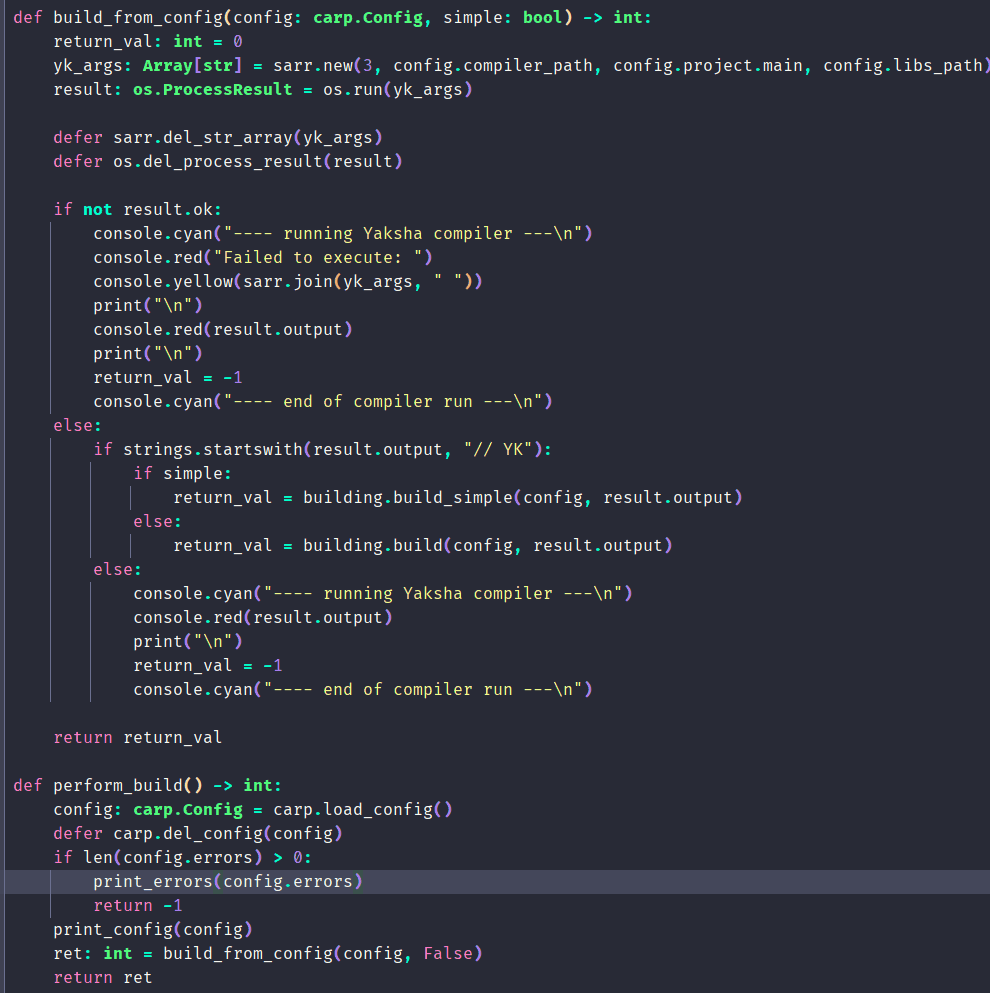 def build_from_config(config: carp.Config, simple: bool) -> int:
    return_val: int = 0
    yk_args: Array[str] = sarr.new(3, config.compiler_path, config.project.main, config.libs_path)
    result: os.ProcessResult = os.run(yk_args)

    defer sarr.del_str_array(yk_args)
    defer os.del_process_result(result)

    if not result.ok:
        console.cyan("---- running Yaksha compiler ---\n")
        console.red("Failed to execute: ")
        console.yellow(sarr.join(yk_args, " "))
        print("\n")
        console.red(result.output)
        print("\n")
        return_val = -1
        console.cyan("---- end of compiler run ---\n")
    else:
        if strings.startswith(result.output, "// YK"):
            if simple:
                return_val = building.build_simple(config, result.output)
            else:
                return_val = building.build(config, result.output)
        else:
            console.cyan("---- running Yaksha compiler ---\n")
            console.red(result.output)
            print("\n")
            return_val = -1
            console.cyan("---- end of compiler run ---\n")

    return return_val

def perform_build() -> int:
    config: carp.Config = carp.load_config()
    defer carp.del_config(config)
    if len(config.errors) > 0:
        print_errors(config.errors)
        return -1
    print_config(config)
    ret: int = build_from_config(config, False)
    return ret